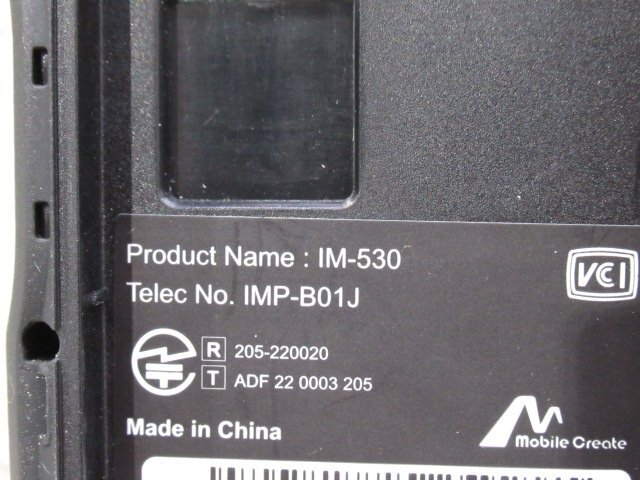 Product Name : IM-530
VCCI
Telec No. IMP-B01J
R 205-220020
T ADF 22 0003 205
Made in China
Mobile Create